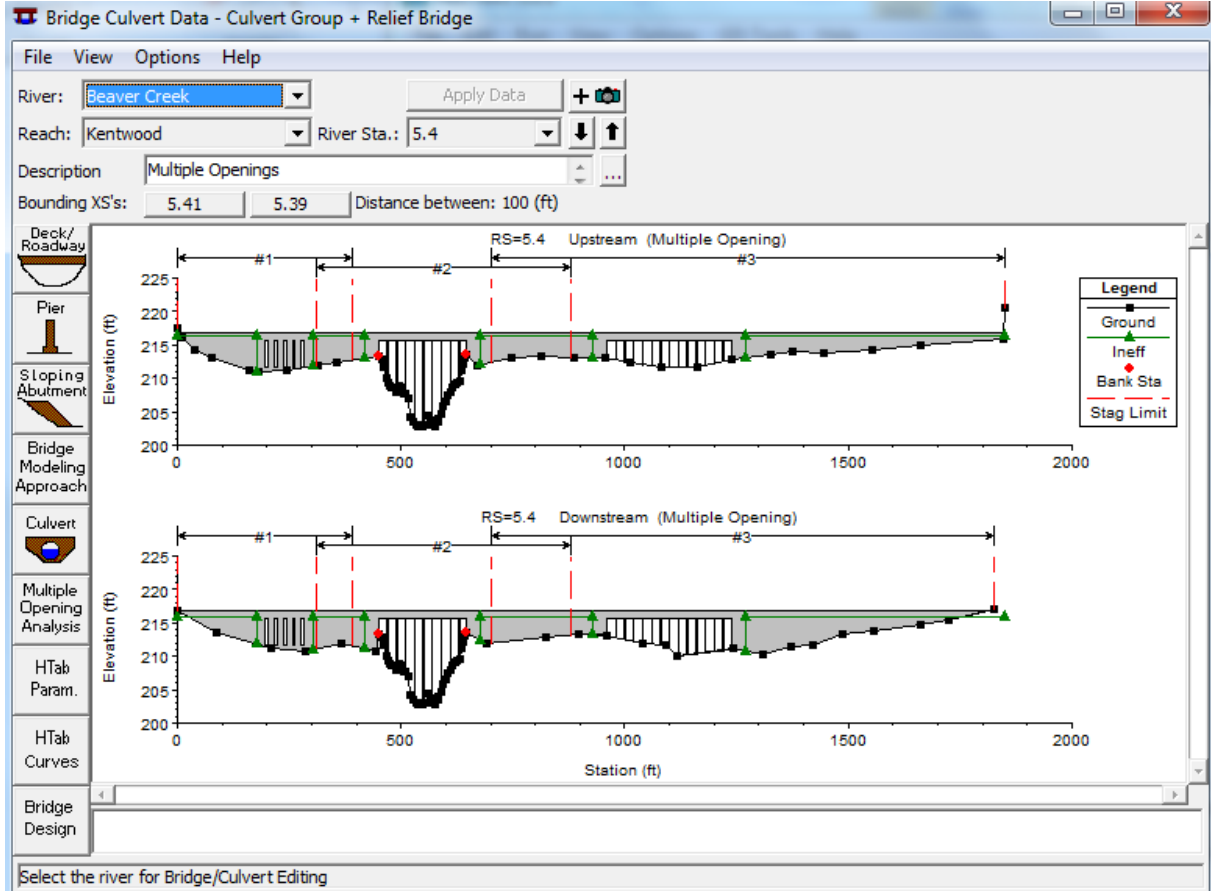 Bridge Culvert Data - Culvert Group + Relief Bridge
File View Options Help
River: Beaver Creek Apply Data +
Reach: Kentwood River Sta.: 5.4
Description Multiple Openings ...
Bounding XS's: 5.41 5.39 Distance between: 100 (ft)
Deck/
Roadway
Pier
Sloping
Abutment
Bridge
Modeling
Approach
Culvert
Multiple
Opening
Analysis
HTab
Param.
HTab
Curves
Bridge
Design
RS=5.4 Upstream (Multiple Opening)
#1 #2 #3
225
220
215
210
205
200
Elevation (ft)
0 500 1000 1500 2000
Legend
Ground
Ineff
Bank Sta
Stag Limit
RS=5.4 Downstream (Multiple Opening)
#1 #2 #3
225
220
215
210
205
200
Elevation (ft)
0 500 1000 1500 2000
Station (ft)
Select the river for Bridge/Culvert Editing